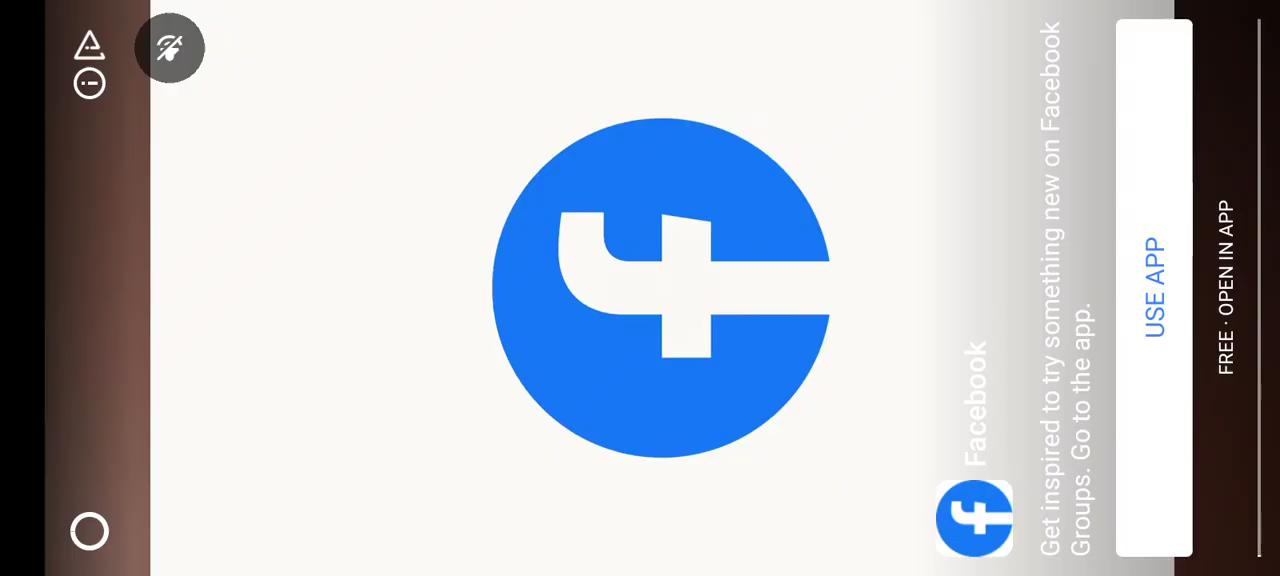 Facebook
Get inspired to try something new on Facebook
Groups. Go to the app.
USE APP
FREE · OPEN IN APP